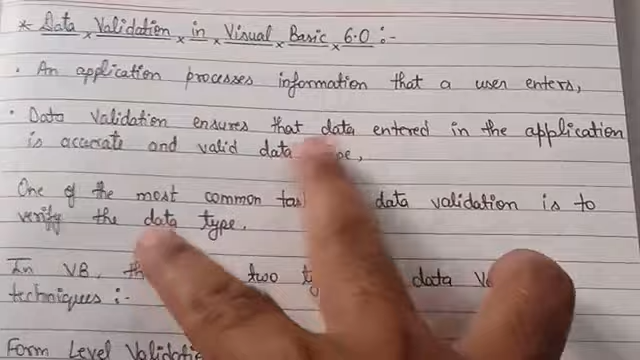 * Data Validation in Visual Basic 6.0 :-
• An application processes information that a user enters,
• Data Validation ensures that data entered in the application
is accurate and valid data
One of the most common data validation is to
verify the data type.
In VB, two data
techniques :-
Form Level